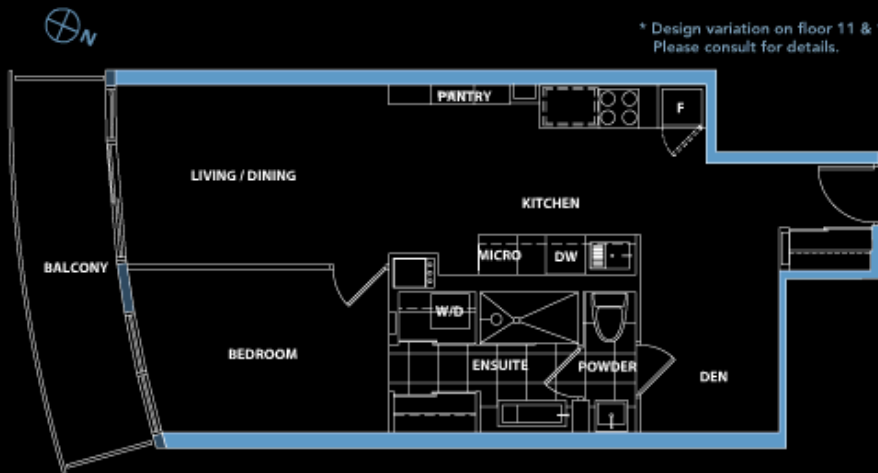 N
* Design variation on floor 11 &
Please consult for details.
PANTRY
F
LIVING / DINING
KITCHEN
MICRO
DW
BALCONY
W/D
BEDROOM
ENSUITE
POWDER
DEN